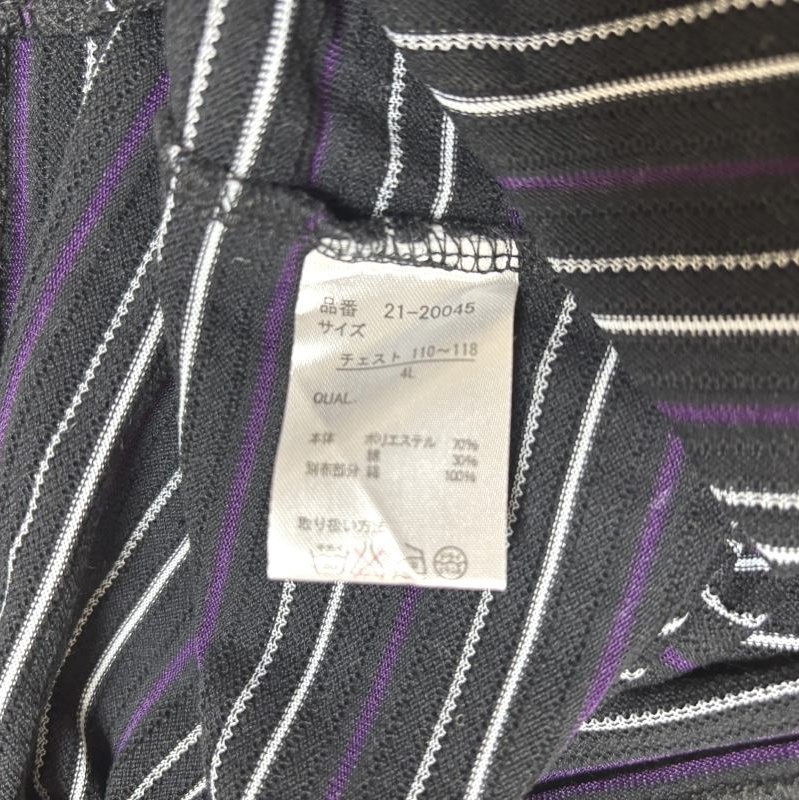 品番 21-20045
サイズ
チェスト 110～118
4L
QUAL.
本体 ポリエステル 70%
綿 30%
別布部分 綿 100%
取り扱い方法